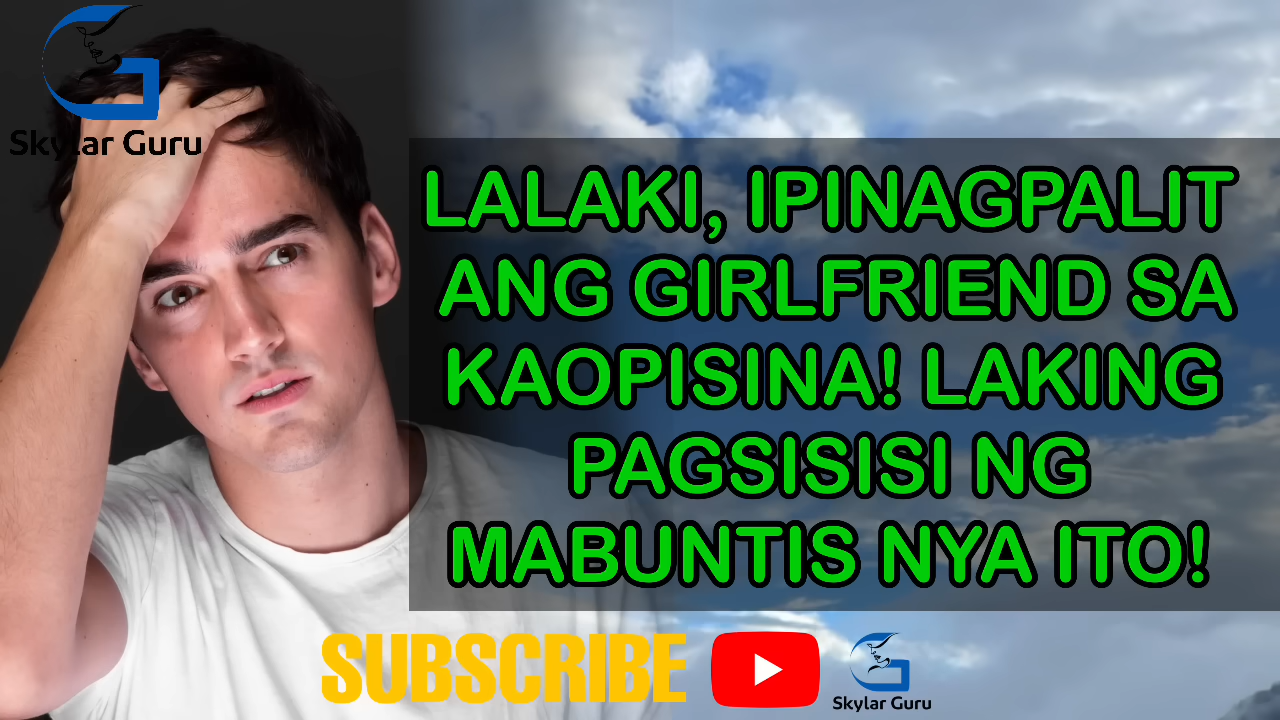 Skylar Guru
LALAKI, IPINAGPALIT
ANG GIRLFRIEND SA
KAOPISINA! LAKING
PAGSISISI NG
MABUNTIS NYA ITO!
SUBSCRIBE
Skylar Guru